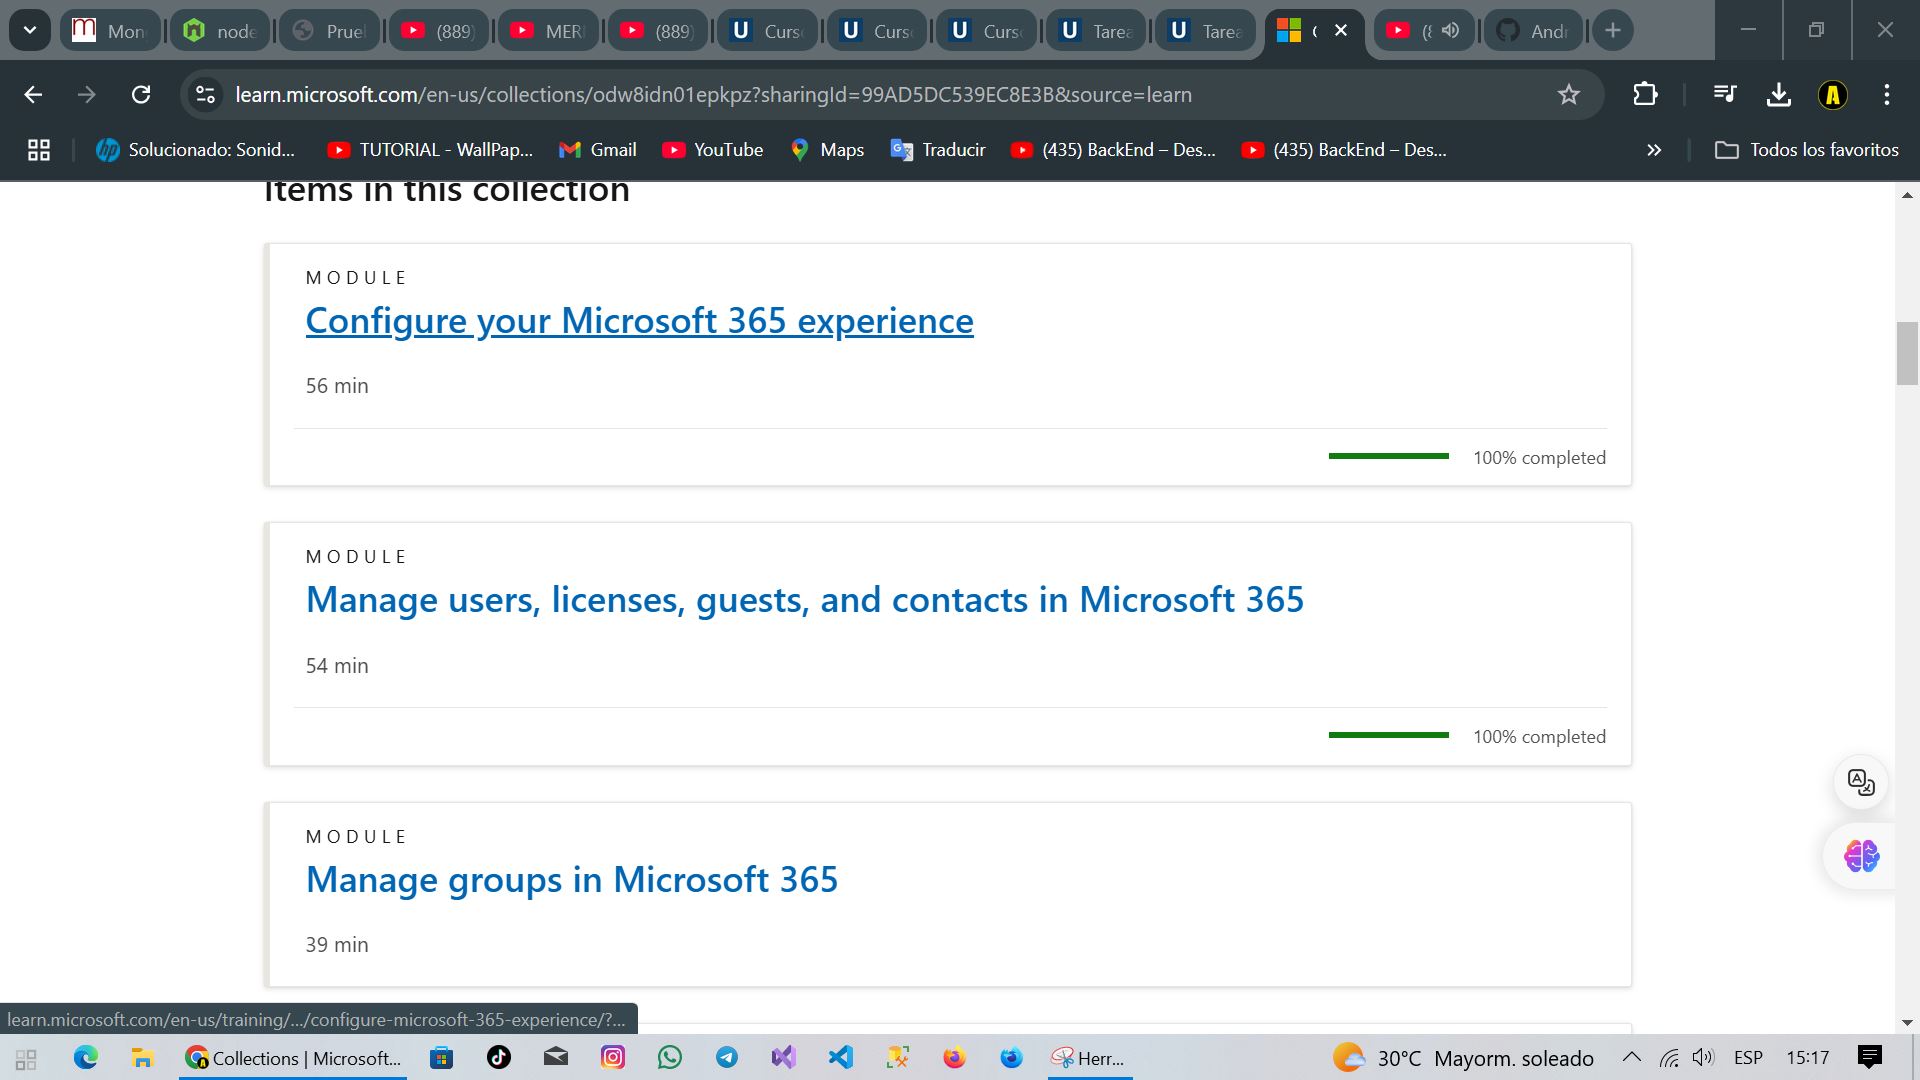 Mon
node
Prue
(889)
MER
(889)
Curs
Curs
Curs
Tarea
Tarea
Andr
learn.microsoft.com/en-us/collections/odw8idn01epkpz?sharingId=99AD5DC539EC8E3B&source=learn
Solucionado: Sonid...
TUTORIAL - WallPap...
Gmail
YouTube
Maps
Traducir
(435) BackEnd – Des...
(435) BackEnd – Des...
Todos los favoritos
Items in this collection
MODULE
Configure your Microsoft 365 experience
56 min
100% completed
MODULE
Manage users, licenses, guests, and contacts in Microsoft 365
54 min
100% completed
MODULE
Manage groups in Microsoft 365
39 min
learn.microsoft.com/en-us/training/.../configure-microsoft-365-experience/?...
Collections | Microsoft...
Herr...
30°C Mayorm. soleado
ESP
15:17